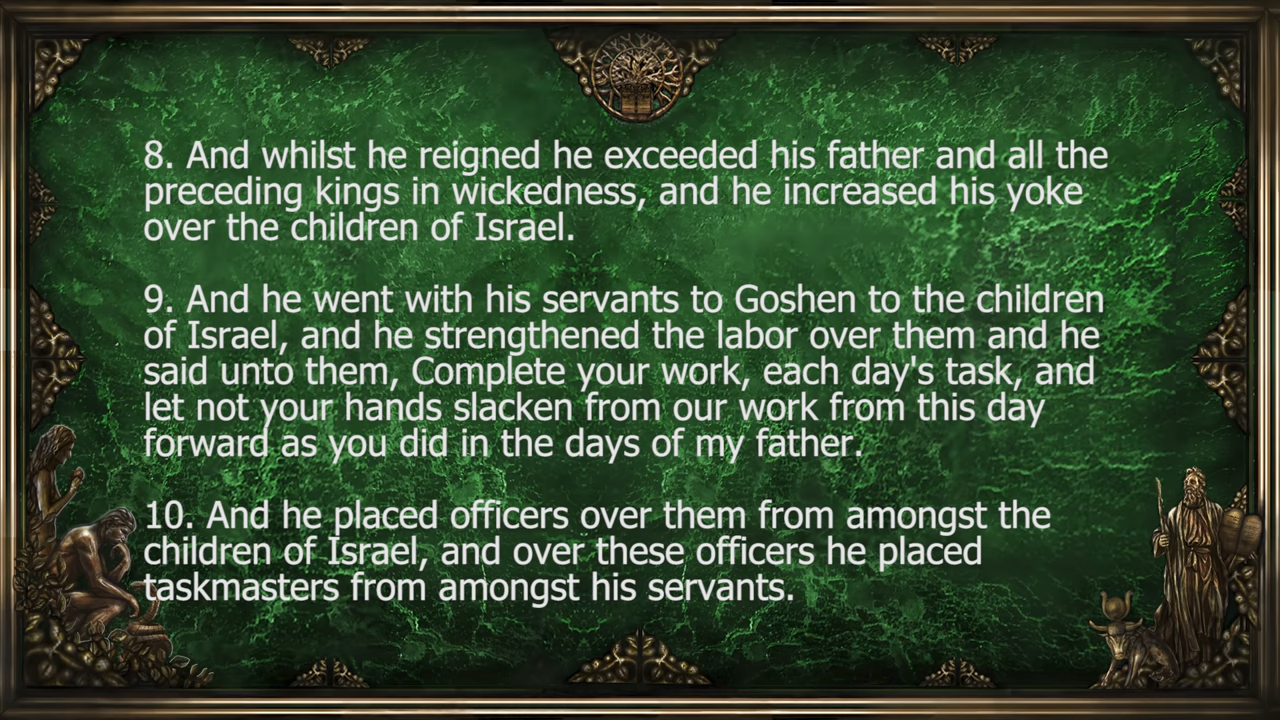 8. And whilst he reigned he exceeded his father and all the
preceding kings in wickedness, and he increased his yoke
over the children of Israel.
9. And he went with his servants to Goshen to the children
of Israel, and he strengthened the labor over them and he
said unto them, Complete your work, each day's task, and
let not your hands slacken from our work from this day
forward as you did in the days of my father.
10. And he placed officers over them from amongst the
children of Israel, and over these officers he placed
taskmasters from amongst his servants.